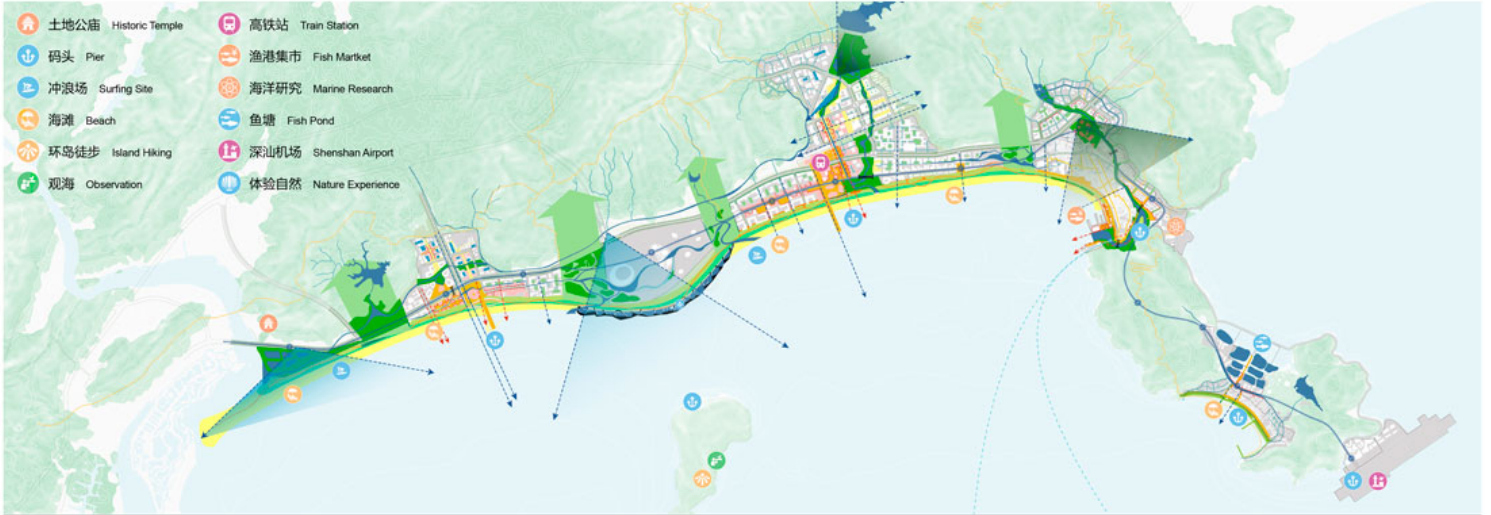 土地公庙 Historic Temple
码头 Pier
冲浪场 Surfing Site
海滩 Beach
环岛徒步 Island Hiking
观海 Observation
高铁站 Train Station
渔港集市 Fish Martket
海洋研究 Marine Research
鱼塘 Fish Pond
深汕机场 Shenshan Airport
体验自然 Nature Experience